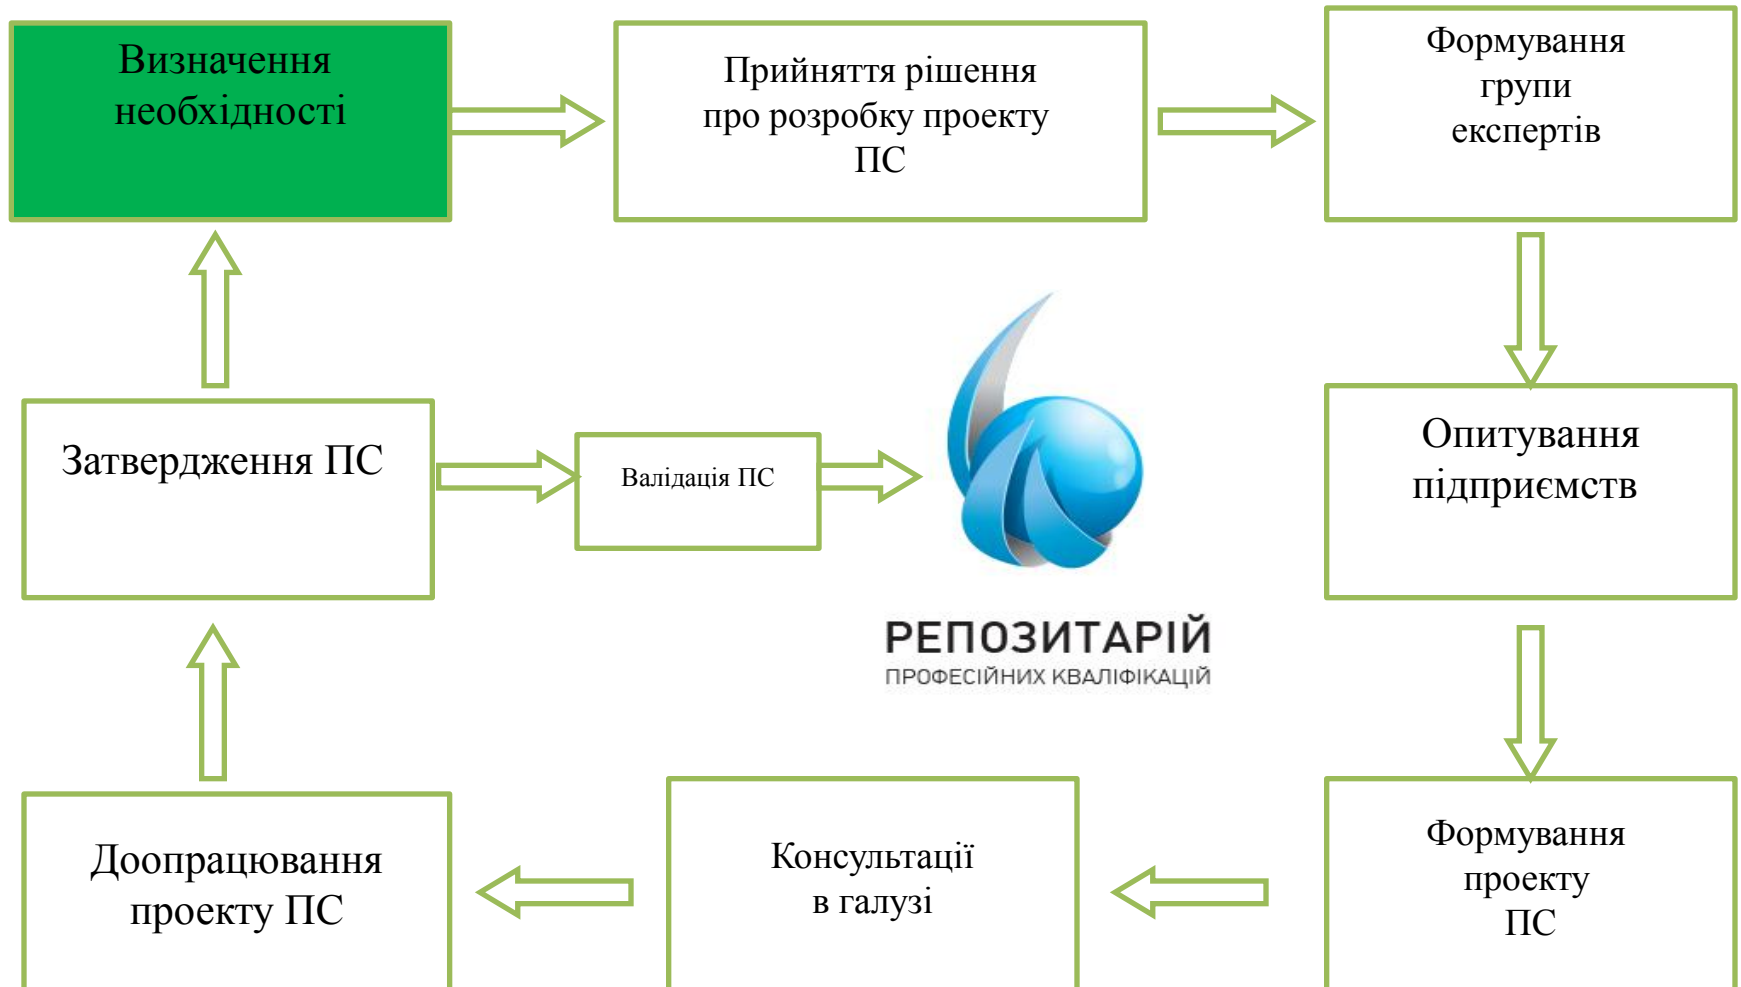 Визначення
необхідності
Прийняття рішення
про розробку проекту
ПС
Формування
групи
експертів
Затвердження ПС
Валідація ПС
РЕПОЗИТАРІЙ
ПРОФЕСІЙНИХ КВАЛІФІКАЦІЙ
Опитування
підприємств
Доопрацювання
проекту ПС
Консультації
в галузі
Формування
проекту
ПС